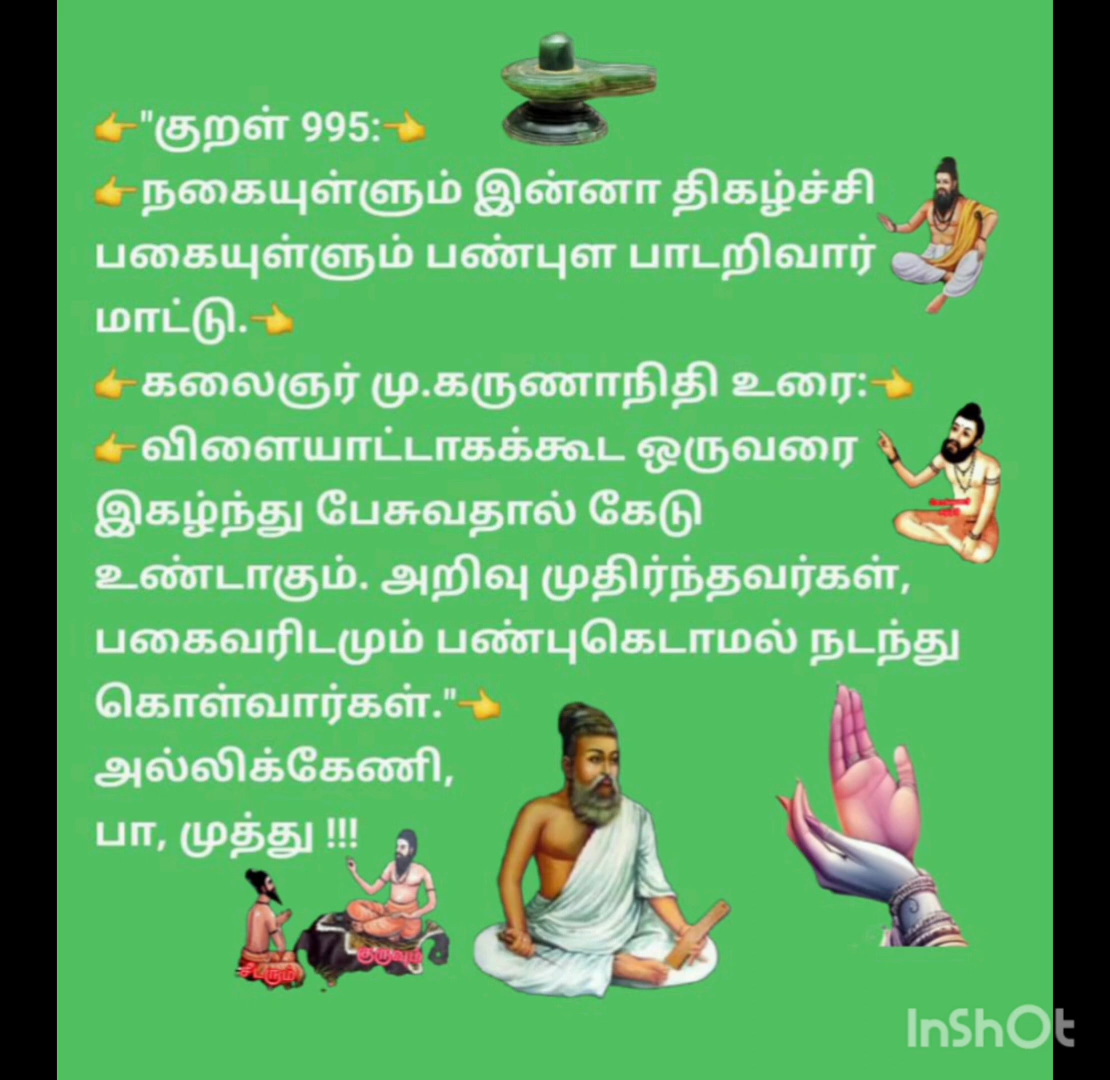 👉"குறள் 995:👈
👉நகையுள்ளும் இன்னா திகழ்ச்சி
பகையுள்ளும் பண்புள பாடறிவார்
மாட்டு.👈
👉கலைஞர் மு.கருணாநிதி உரை:👈
👉விளையாட்டாகக்கூட ஒருவரை
இகழ்ந்து பேசுவதால் கேடு
உண்டாகும். அறிவு முதிர்ந்தவர்கள்,
பகைவரிடமும் பண்புகெடாமல் நடந்து
கொள்வார்கள்."👈
அல்லிக்கேணி,
பா, முத்து !!!
குருவும்
சீடரும்
InShOt